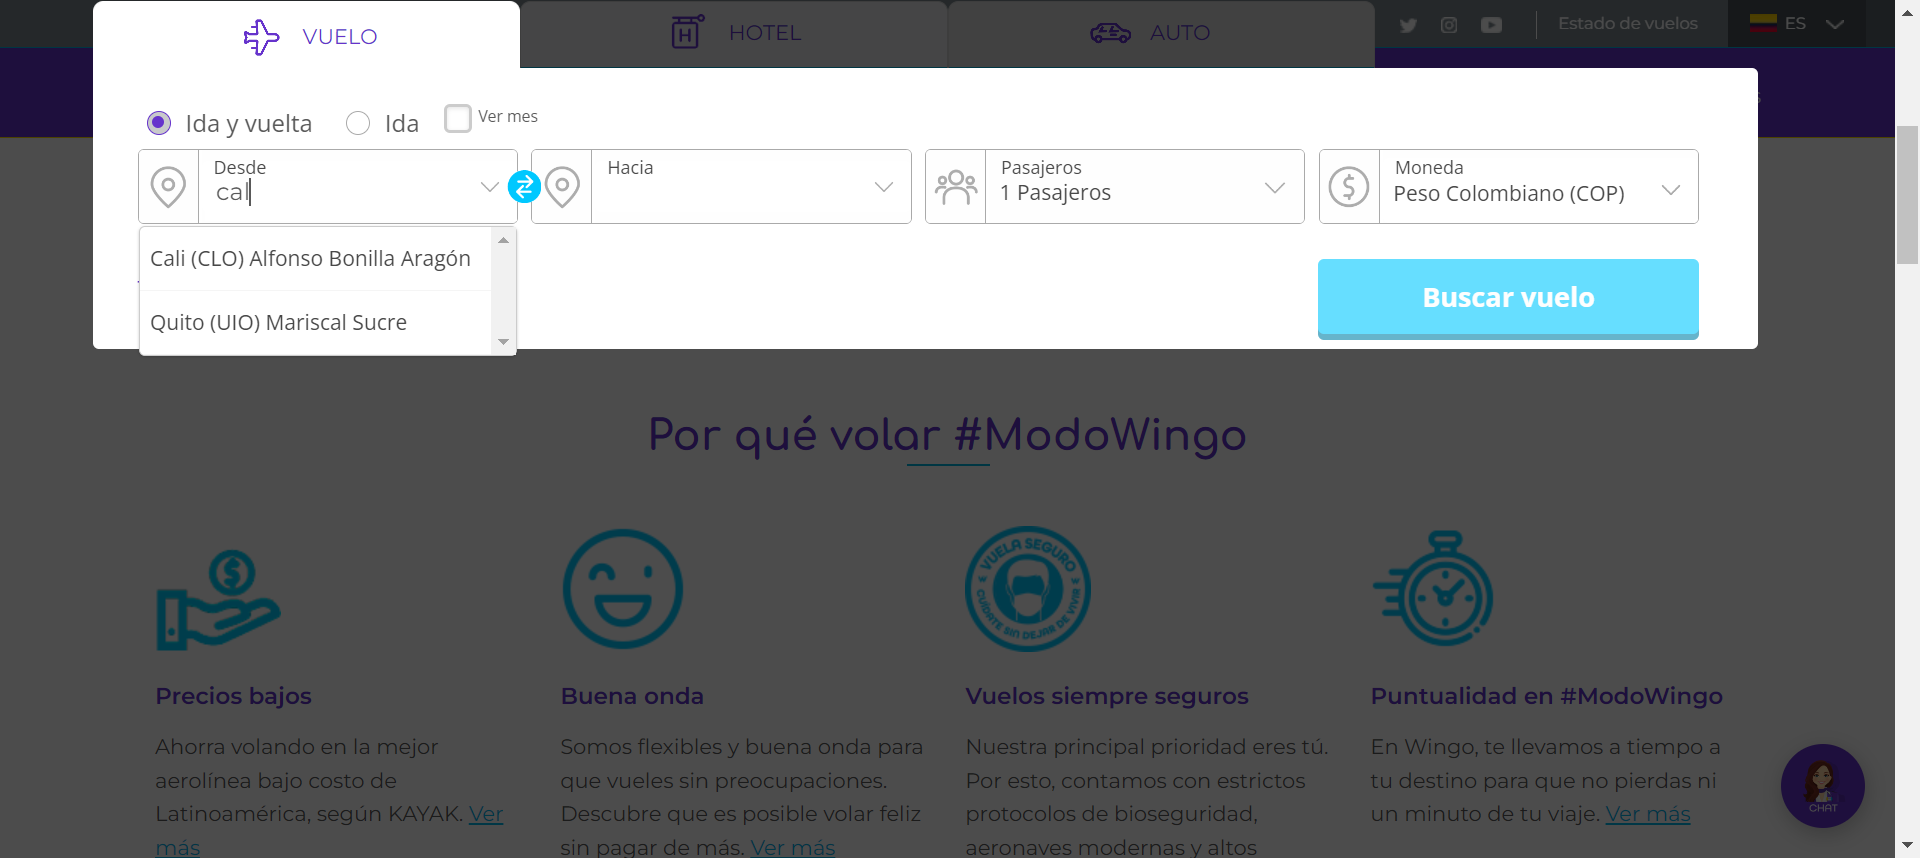 VUELO
HOTEL
AUTO
Estado de vuelos
ES
Ida y vuelta
Ida
Ver mes
Desde
cal
Hacia
Pasajeros
1 Pasajeros
Moneda
Peso Colombiano (COP)
Cali (CLO) Alfonso Bonilla Aragón
Quito (UIO) Mariscal Sucre
Buscar vuelo
Por qué volar #ModoWingo
VUELA SEGURO
CUÍDATE SIN DEJAR DE VIVIR
Precios bajos
Ahorra volando en la mejor
aerolínea bajo costo de
Latinoamérica, según KAYAK. Ver
más
Buena onda
Somos flexibles y buena onda para
que vueles sin preocupaciones.
Descubre que es posible volar feliz
sin pagar de más. Ver más
Vuelos siempre seguros
Nuestra principal prioridad eres tú.
Por esto, contamos con estrictos
protocolos de bioseguridad,
aeronaves modernas y altos
Puntualidad en #ModoWingo
En Wingo, te llevamos a tiempo a
tu destino para que no pierdas ni
un minuto de tu viaje. Ver más
CHAT